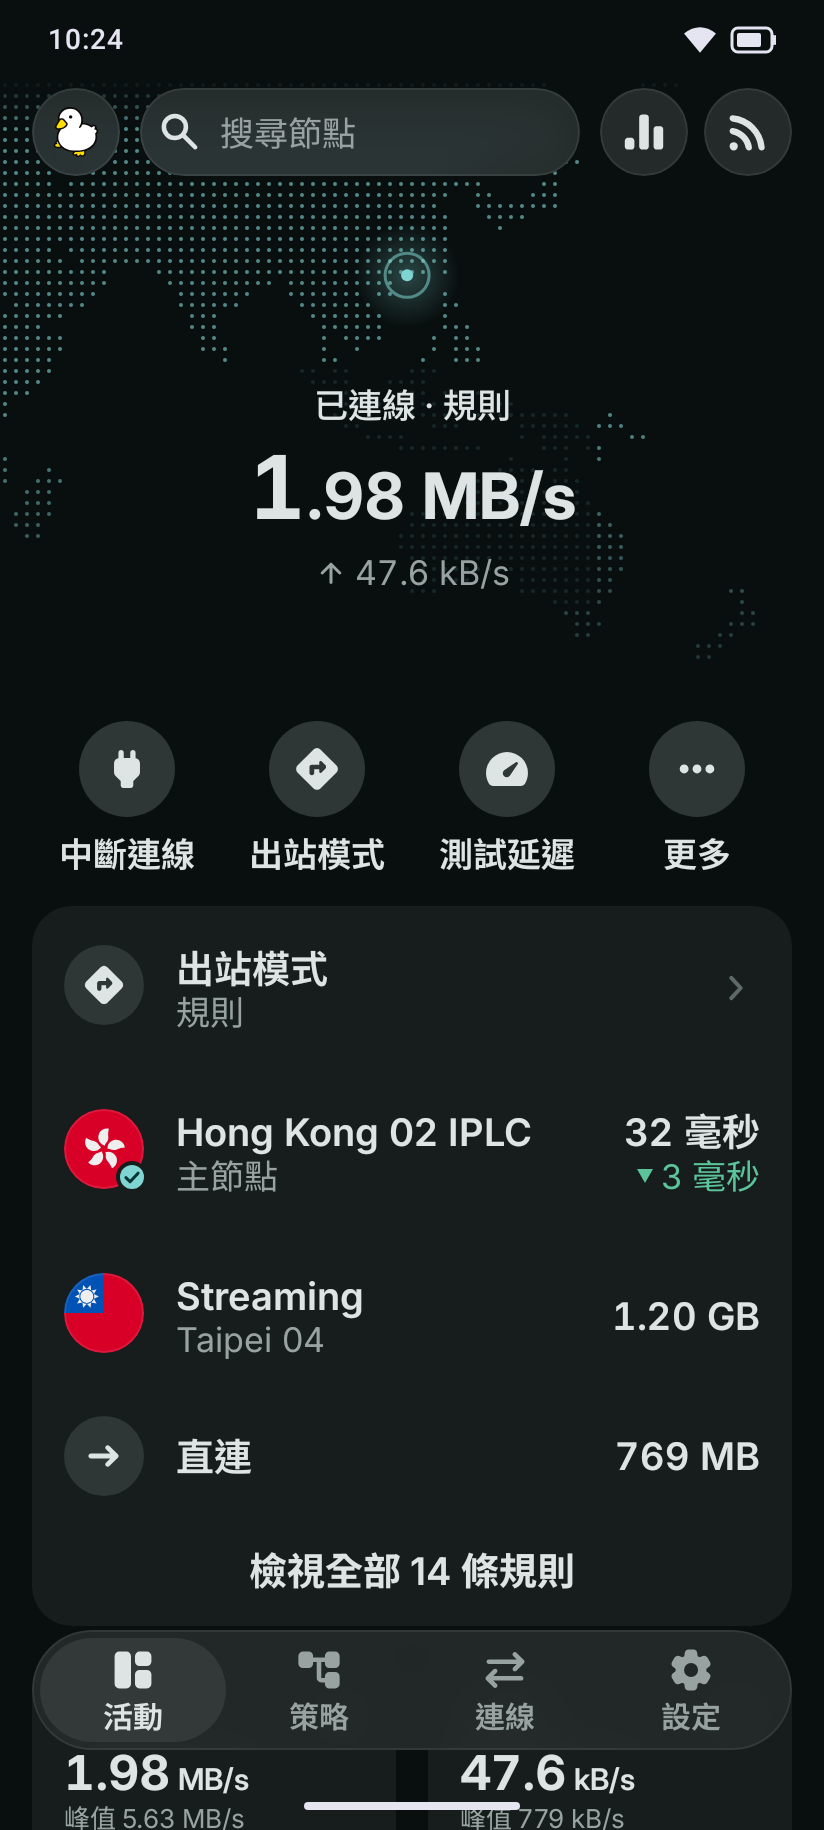 10:24
搜尋節點
已連線 · 規則
1.98 MB/s
↑ 47.6 kB/s
中斷連線
出站模式
測試延遲
更多
出站模式
規則
Hong Kong 02 IPLC
32 毫秒
主節點
▼3 毫秒
Streaming
Taipei 04
1.20 GB
直連
769 MB
檢視全部 14 條規則
活動
策略
連線
設定
1.98 MB/s
47.6 kB/s
峰值 5.63 MB/s
峰值 779 kB/s